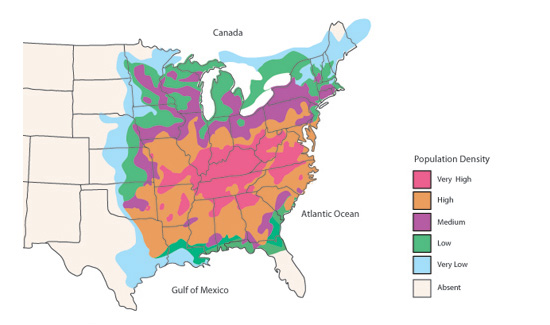 Canada
Population Density
Very High
High
Medium
Low
Very Low
Absent
Atlantic Ocean
Gulf of Mexico